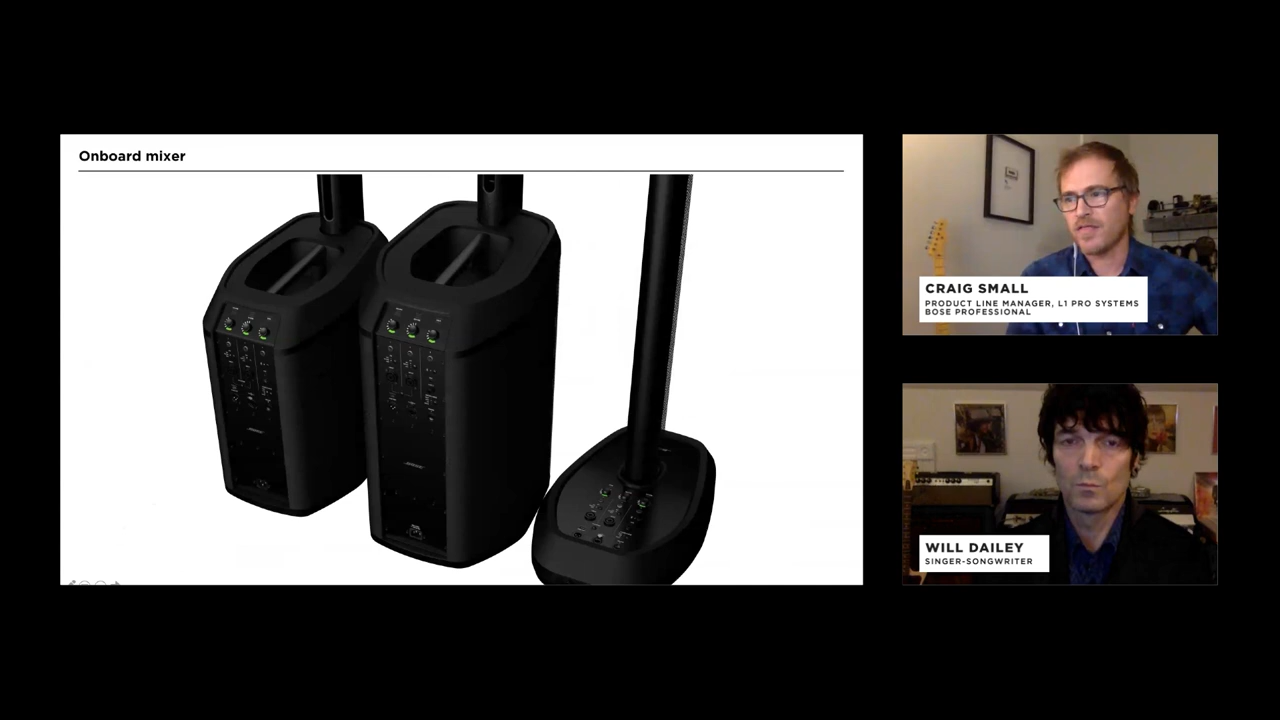 Onboard mixer
CRAIG SMALL
PRODUCT LINE MANAGER, L1 PRO SYSTEMS
BOSE PROFESSIONAL
WILL DAILEY
SINGER-SONGWRITER